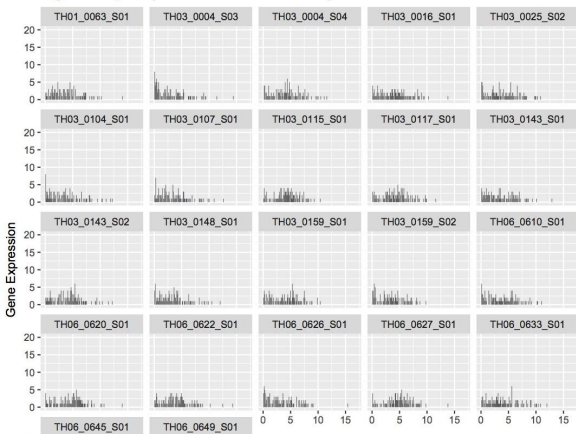 TH01_0063_S01 TH03_0004_S03 TH03_0004_S04 TH03_0016_S01 TH03_0025_S02
20
15
10
5
0
TH03_0104_S01 TH03_0107_S01 TH03_0115_S01 TH03_0117_S01 TH03_0143_S01
20
15
10
5
0
TH03_0143_S02 TH03_0148_S01 TH03_0159_S01 TH03_0159_S02 TH06_0610_S01
20
15
10
5
0
Gene Expression
TH06_0620_S01 TH06_0622_S01 TH06_0626_S01 TH06_0627_S01 TH06_0633_S01
20
15
10
5
0
0 5 10 15 0 5 10 15 0 5 10 15
TH06_0645_S01 TH06_0649_S01